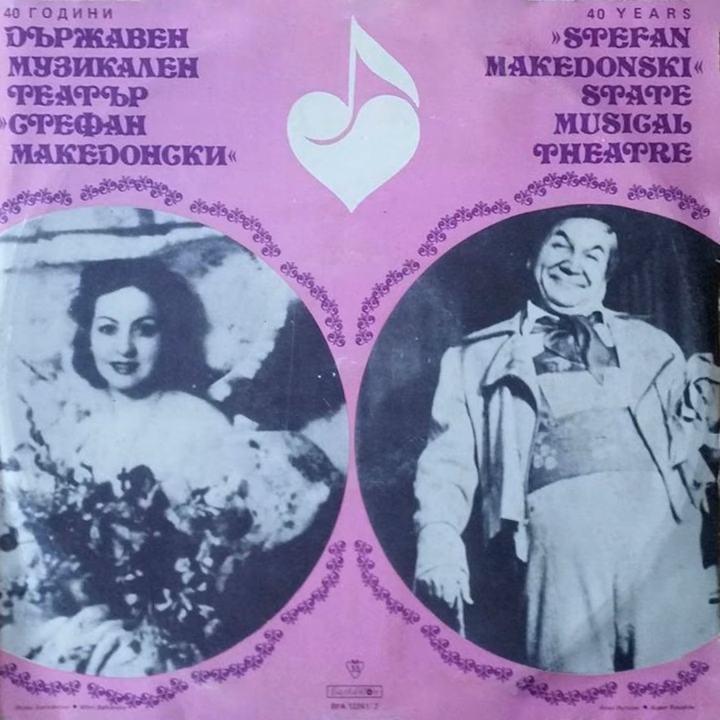 40 ГОДИНИ
ДЪРЖАВЕН
МУЗИКАЛЕН
ТЕАТЪР
»СТЕФАН
МАКЕДОНСКИ«
40 YEARS
»STEFAN
MAKEDONSKI«
STATE
MUSICAL
THEATRE